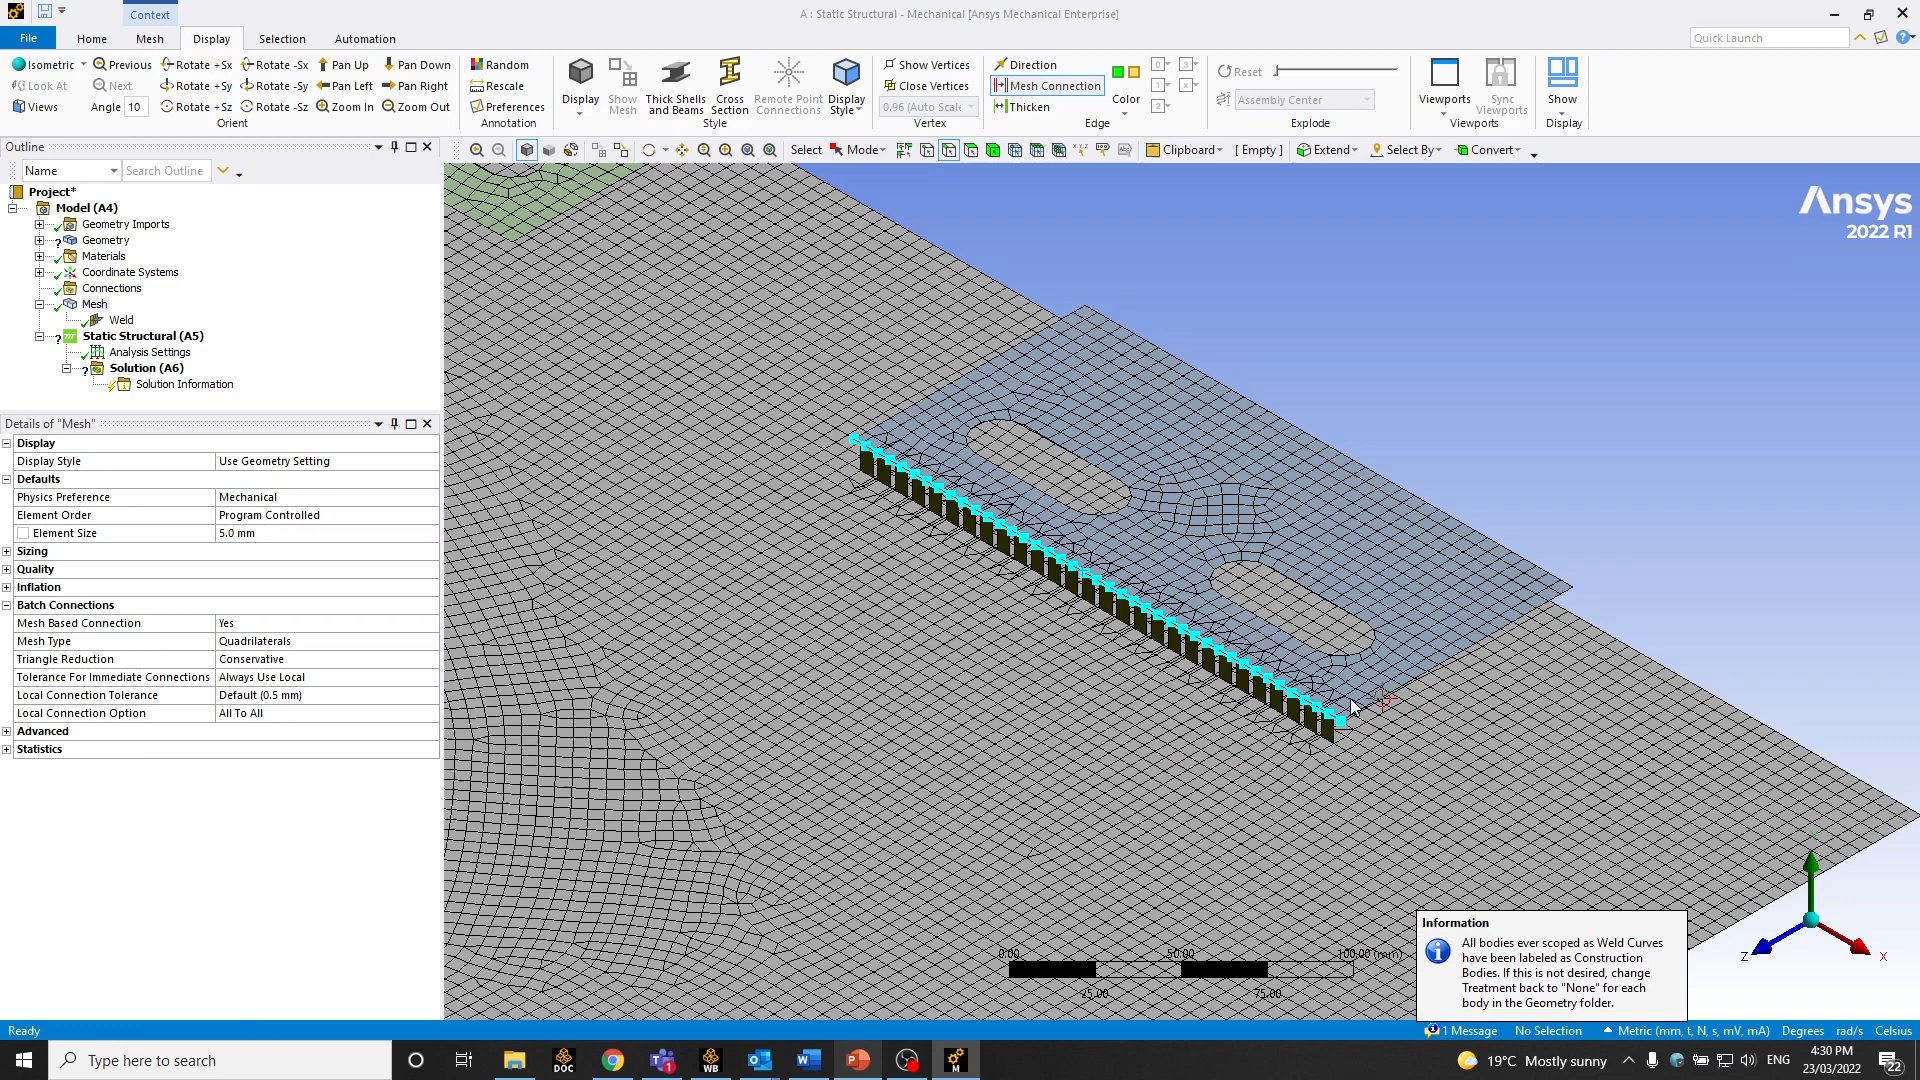 Context
A : Static Structural - Mechanical [Ansys Mechanical Enterprise]
File Home Mesh Display Selection Automation
Quick Launch
Isometric Previous Rotate +Sx Rotate -Sx Pan Up Pan Down
Look At Next Rotate +Sy Rotate -Sy Pan Left Pan Right
Views Angle 10 Rotate +Sz Rotate -Sz Zoom In Zoom Out
Orient
Random
Rescale
Preferences
Annotation
Display
Show Mesh
Thick Shells and Beams
Cross Section
Remote Point Connections
Display Style
Style
Show Vertices
Close Vertices
0.96 (Auto Scale
Vertex
Direction
Mesh Connection
Thicken
Color
0 3
1 x
2
Edge
Reset
Assembly Center
Explode
Viewports
Sync Viewports
Viewports
Show
Display
Outline
Select Mode Clipboard [ Empty ] Extend Select By Convert
Name Search Outline
Project*
Model (A4)
Geometry Imports
Geometry
Materials
Coordinate Systems
Connections
Mesh
Weld
Static Structural (A5)
Analysis Settings
Solution (A6)
Solution Information
Details of "Mesh"
Display
Display Style Use Geometry Setting
Defaults
Physics Preference Mechanical
Element Order Program Controlled
Element Size 5.0 mm
Sizing
Quality
Inflation
Batch Connections
Mesh Based Connection Yes
Mesh Type Quadrilaterals
Triangle Reduction Conservative
Tolerance For Immediate Connections Always Use Local
Local Connection Tolerance Default (0.5 mm)
Local Connection Option All To All
Advanced
Statistics
Ansys
2022 R1
0.00 50.00 100.00 (mm)
25.00 75.00
Y
Z X
Information
All bodies ever scoped as Weld Curves
have been labeled as Construction
Bodies. If this is not desired, change
Treatment back to "None" for each
body in the Geometry folder.
Ready 1 Message No Selection Metric (mm, t, N, s, mV, mA) Degrees rad/s Celsius
Type here to search
DOC
1
WB
M
19°C Mostly sunny
ENG
4:30 PM
23/03/2022
22